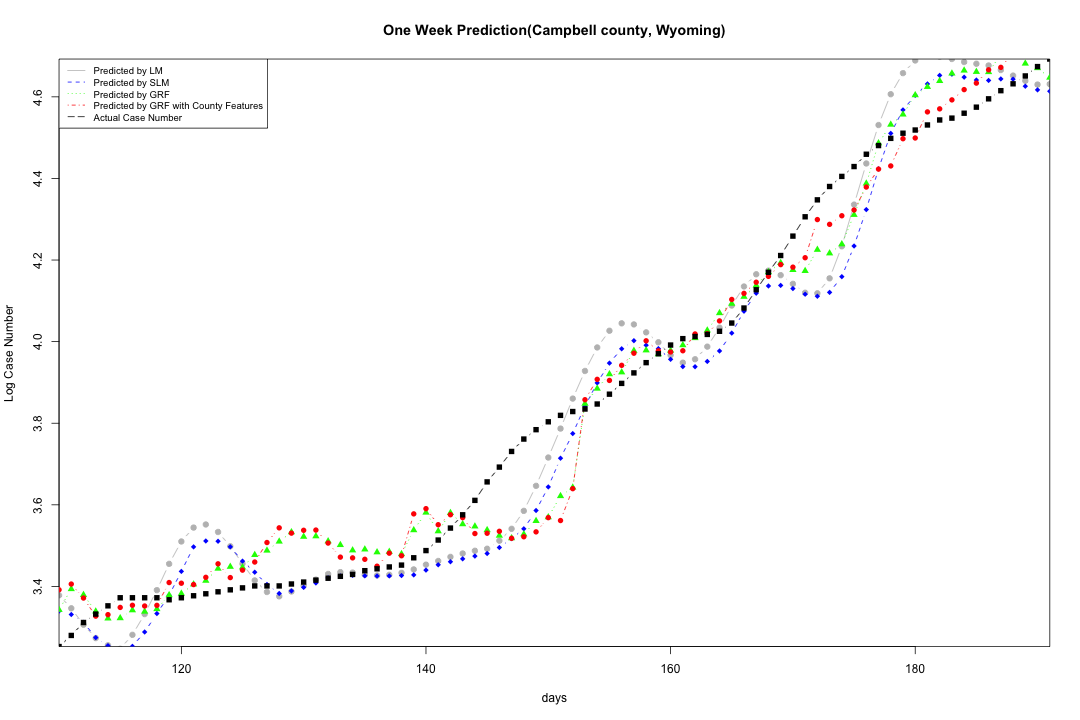 One Week Prediction(Campbell county, Wyoming)
Predicted by LM
Predicted by SLM
Predicted by GRF
Predicted by GRF with County Features
Actual Case Number
4.6
4.4
4.2
4.0
3.8
3.6
3.4
Log Case Number
120 140 160 180
days